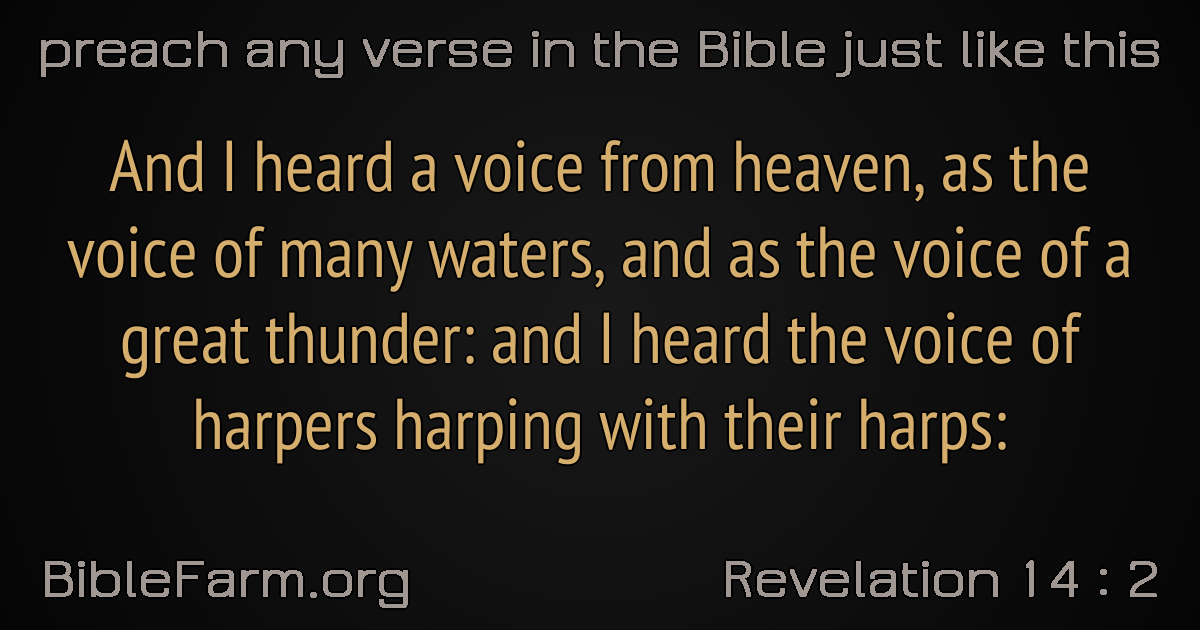 preach any verse in the Bible just like this
And I heard a voice from heaven, as the
voice of many waters, and as the voice of a
great thunder: and I heard the voice of
harpers harping with their harps:
BibleFarm.org
Revelation 14 : 2